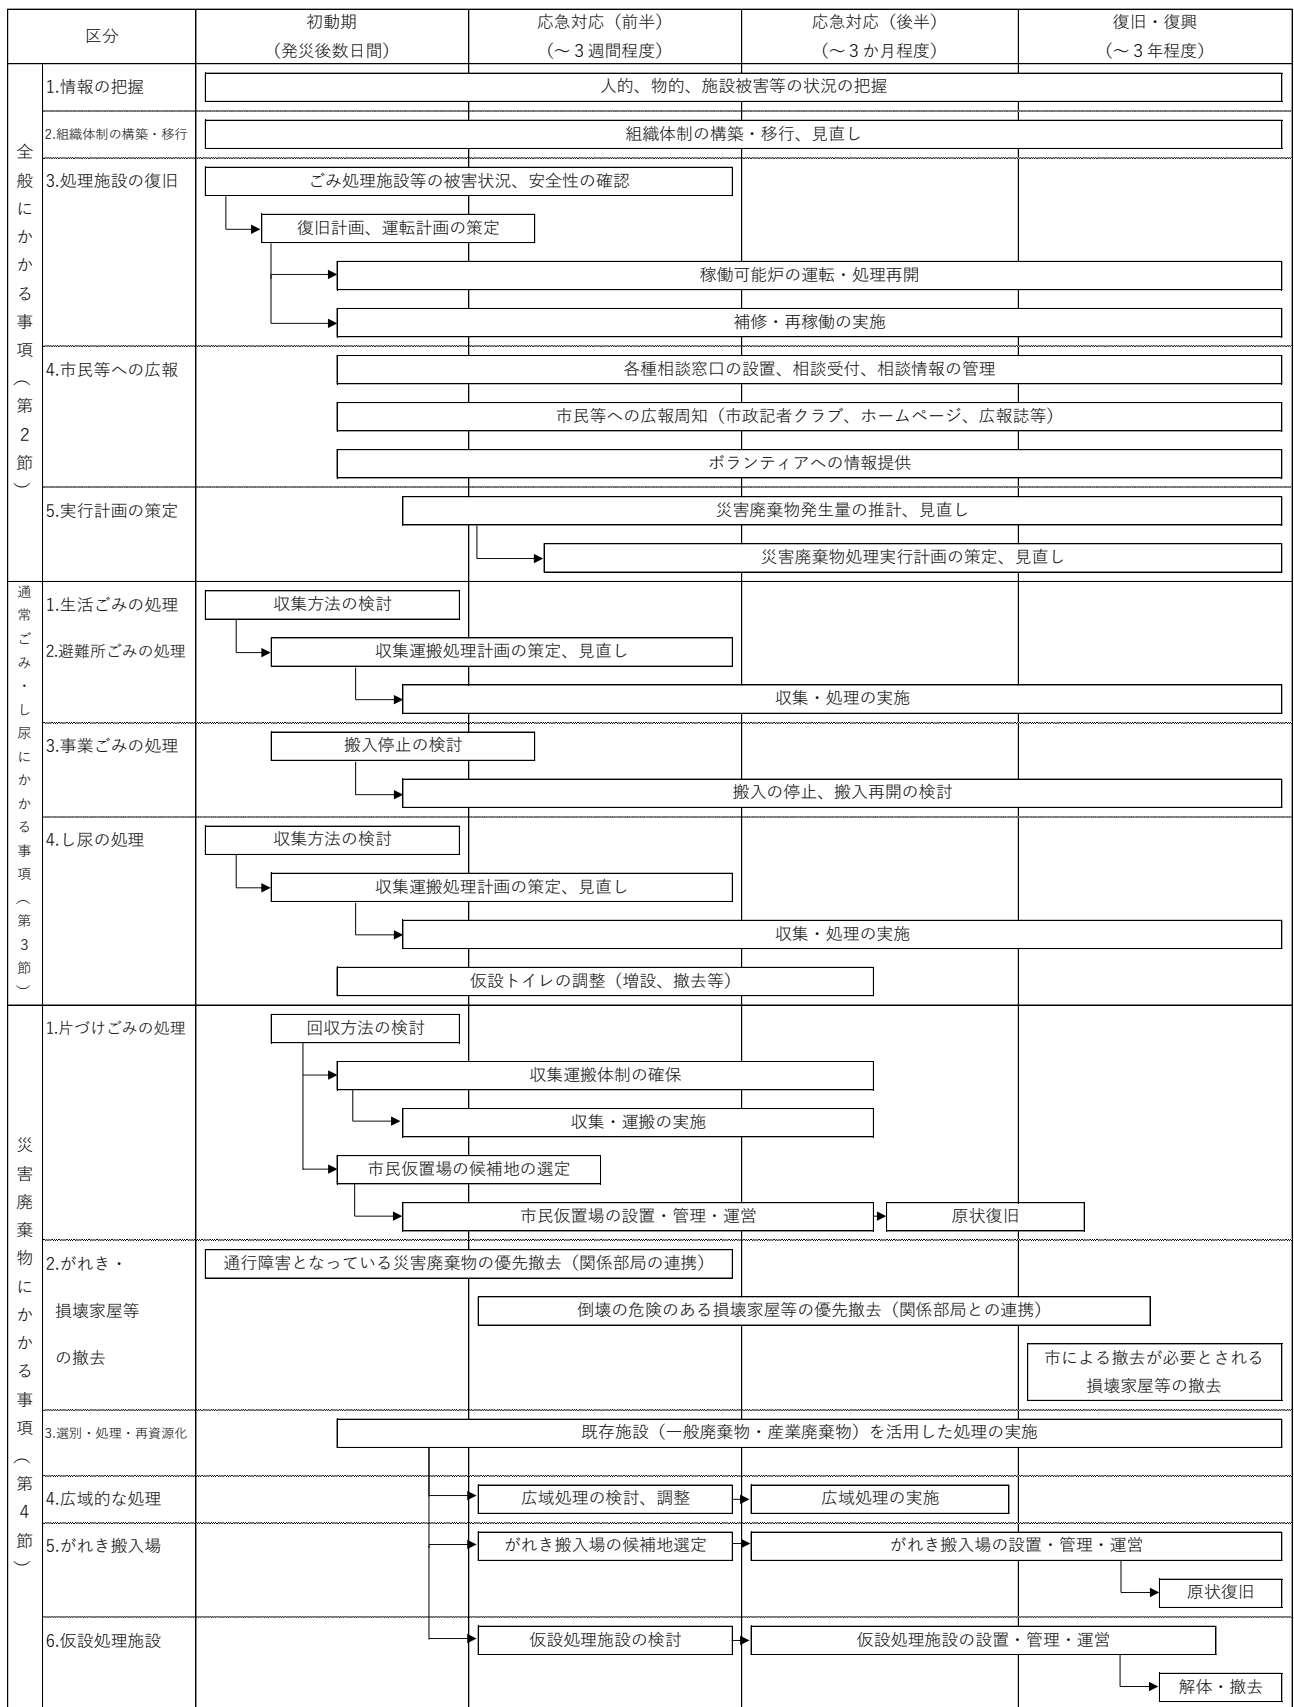 区分
初動期
(発災後数日間)
応急対応（前半）
(～３週間程度)
応急対応（後半）
(～３か月程度)
復旧・復興
(～３年程度)
全般にかかる事項（第２節）
1.情報の把握
人的、物的、施設被害等の状況の把握
2.組織体制の構築・移行
組織体制の構築・移行、見直し
3.処理施設の復旧
ごみ処理施設等の被害状況、安全性の確認
復旧計画、運転計画の策定
稼働可能炉の運転・処理再開
補修・再稼働の実施
4.市民等への広報
各種相談窓口の設置、相談受付、相談情報の管理
市民等への広報周知（市政記者クラブ、ホームページ、広報誌等）
ボランティアへの情報提供
5.実行計画の策定
災害廃棄物発生量の推計、見直し
災害廃棄物処理実行計画の策定、見直し
通常ごみ・し尿にかかる事項（第３節）
1.生活ごみの処理
収集方法の検討
2.避難所ごみの処理
収集運搬処理計画の策定、見直し
収集・処理の実施
3.事業ごみの処理
搬入停止の検討
搬入の停止、搬入再開の検討
4.し尿の処理
収集方法の検討
収集運搬処理計画の策定、見直し
収集・処理の実施
仮設トイレの調整（増設、撤去等）
災害廃棄物にかかる事項（第４節）
1.片づけごみの処理
回収方法の検討
収集運搬体制の確保
収集・運搬の実施
市民仮置場の候補地の選定
市民仮置場の設置・管理・運営
原状復旧
2.がれき・
損壊家屋等
の撤去
通行障害となっている災害廃棄物の優先撤去（関係部局の連携）
倒壊の危険のある損壊家屋等の優先撤去（関係部局との連携）
市による撤去が必要とされる
損壊家屋等の撤去
3.選別・処理・再資源化
既存施設（一般廃棄物・産業廃棄物）を活用した処理の実施
4.広域的な処理
広域処理の検討、調整
広域処理の実施
5.がれき搬入場
がれき搬入場の候補地選定
がれき搬入場の設置・管理・運営
原状復旧
6.仮設処理施設
仮設処理施設の検討
仮設処理施設の設置・管理・運営
解体・撤去